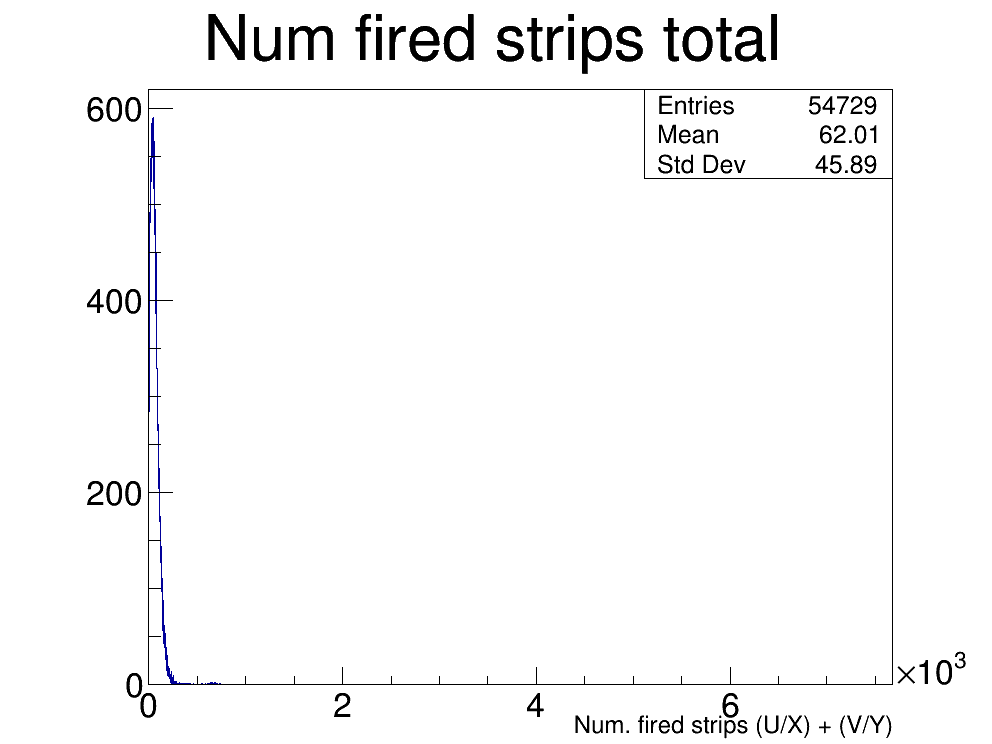 Num fired strips total
Entries 54729
Mean 62.01
Std Dev 45.89
600
400
200
0
0 2 4 6
×10³
Num. fired strips (U/X) + (V/Y)